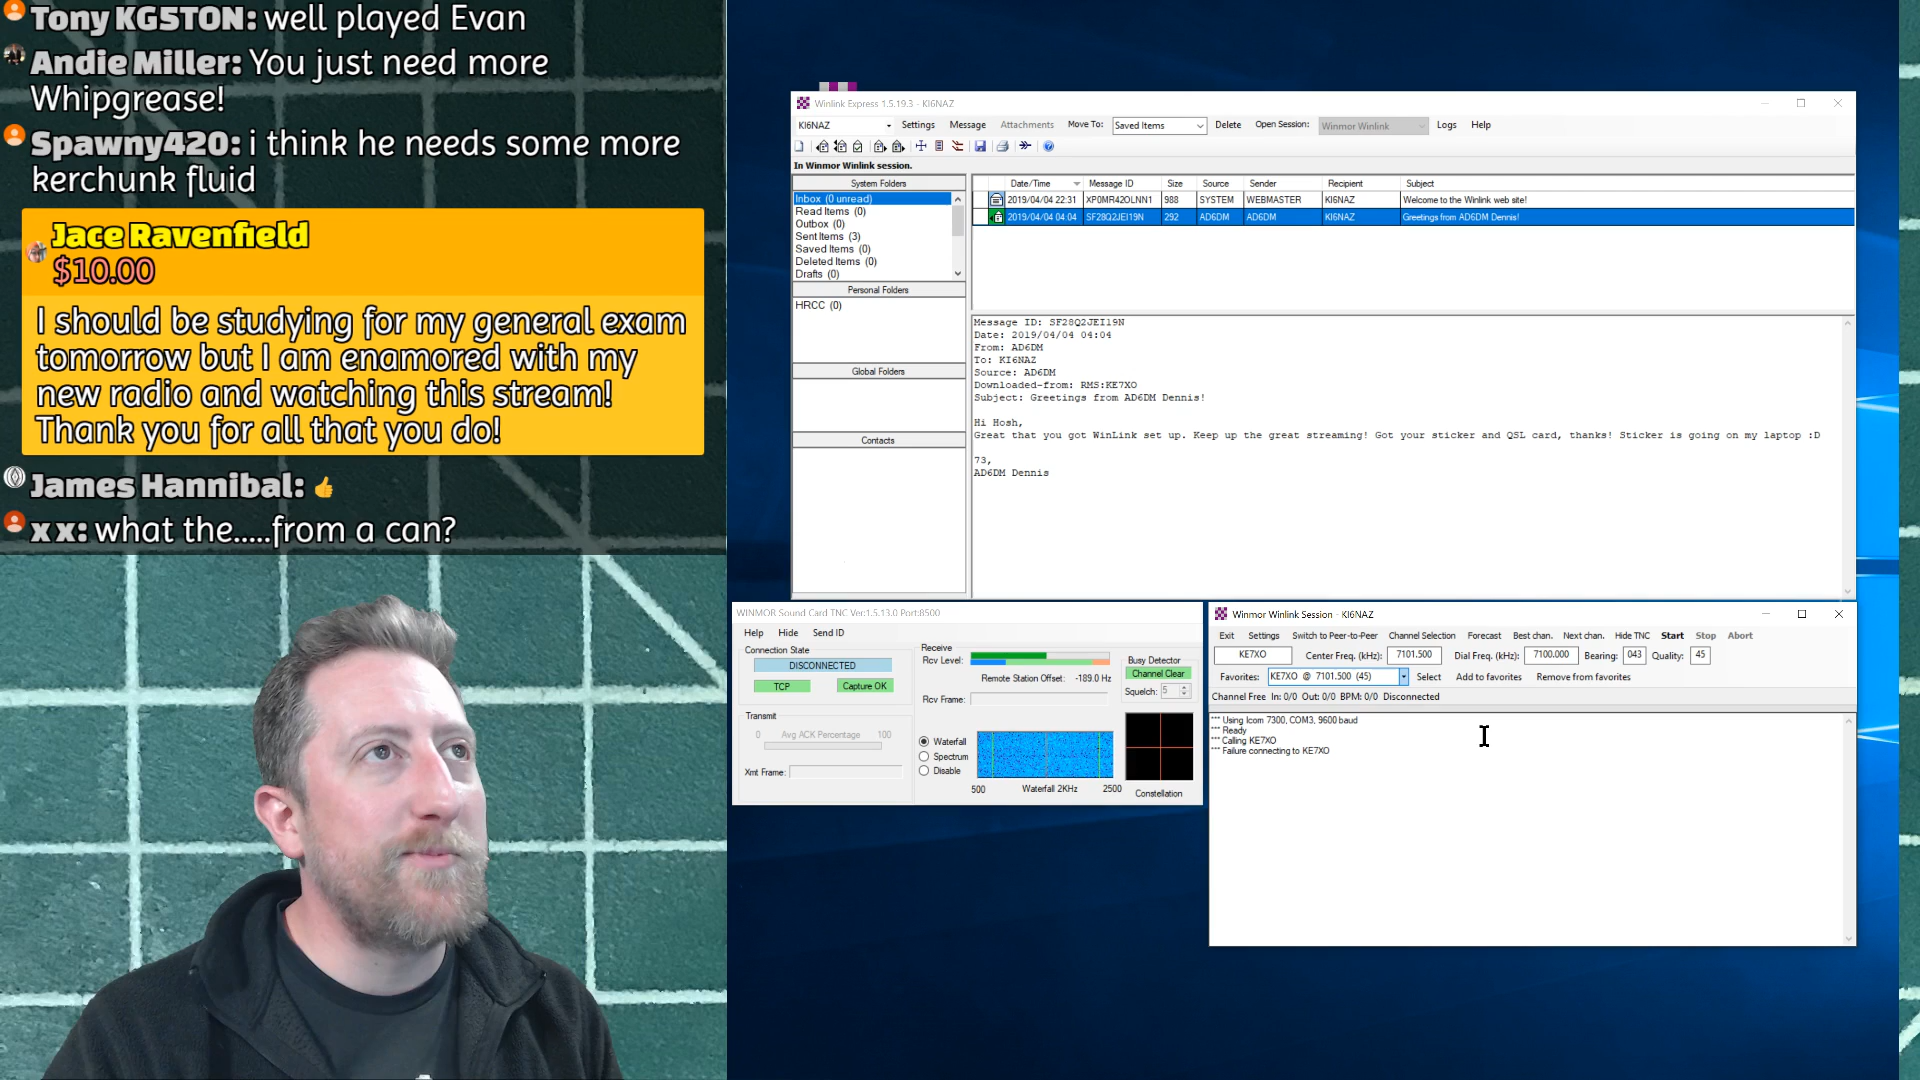 Tony KG5TON: well played Evan
Andie Miller: You just need more
Whipgrease!
Spawny420: i think he needs some more
kerchunk fluid
Jace Ravenfield
$10.00
I should be studying for my general exam
tomorrow but I am enamored with my
new radio and watching this stream!
Thank you for all that you do!
James Hannibal: 👍
x x: what the.....from a can?
Winlink Express 1.5.19.3 - KI6NAZ
KI6NAZ Settings Message Attachments Move To: Saved Items Delete Open Session: Winmor Winlink Logs Help
In Winmor Winlink session.
System Folders
Inbox (0 unread)
Read Items (0)
Outbox (0)
Sent Items (3)
Saved Items (0)
Deleted Items (0)
Drafts (0)
Personal Folders
HRCC (0)
Global Folders
Contacts
Date/Time Message ID Size Source Sender Recipient Subject
2019/04/04 22:31 XP0MR42OLNN1 988 SYSTEM WEBMASTER KI6NAZ Welcome to the Winlink web site!
2019/04/04 04:04 SF28Q2JEI19N 292 AD6DM AD6DM KI6NAZ Greetings from AD6DM Dennis!
Message ID: SF28Q2JEI19N
Date: 2019/04/04 04:04
From: AD6DM
To: KI6NAZ
Source: AD6DM
Downloaded-from: RMS:KE7XO
Subject: Greetings from AD6DM Dennis!
Hi Hosh,
Great that you got WinLink set up. Keep up the great streaming! Got your sticker and QSL card, thanks! Sticker is going on my laptop :D
73,
AD6DM Dennis
WINMOR Sound Card TNC Ver:1.5.13.0 Port:8500
Help Hide Send ID
Connection State
DISCONNECTED
TCP Capture OK
Transmit
0 Avg ACK Percentage 100
Xmt Frame:
Receive
Rcv Level:
Remote Station Offset: -189.0 Hz
Rcv Frame:
Waterfall
Spectrum
Disable
500 Waterfall 2KHz 2500
Busy Detector
Channel Clear
Squelch: 5
Constellation
Winmor Winlink Session - KI6NAZ
Exit Settings Switch to Peer-to-Peer Channel Selection Forecast Best chan. Next chan. Hide TNC Start Stop Abort
KE7XO Center Freq. (kHz): 7101.500 Dial Freq. (kHz): 7100.000 Bearing: 043 Quality: 45
Favorites: KE7XO @ 7101.500 (45) Select Add to favorites Remove from favorites
Channel Free In: 0/0 Out: 0/0 BPM: 0/0 Disconnected
*** Using Icom 7300, COM3, 9600 baud
*** Ready
*** Calling KE7XO
*** Failure connecting to KE7XO